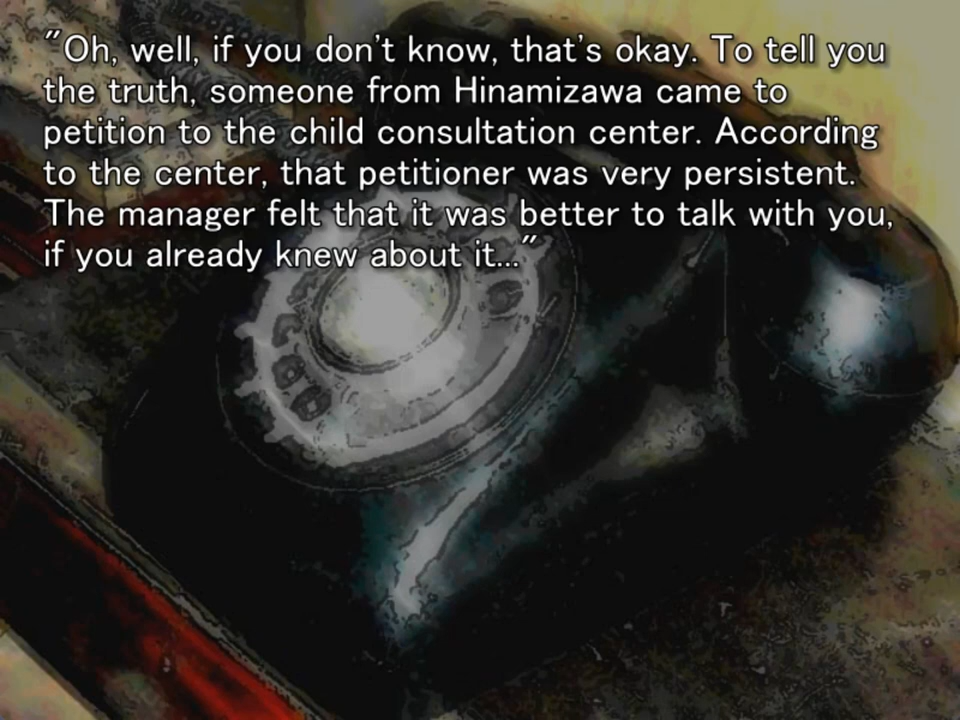 "Oh, well, if you don't know, that's okay. To tell you
the truth, someone from Hinamizawa came to
petition to the child consultation center. According
to the center, that petitioner was very persistent.
The manager felt that it was better to talk with you,
if you already knew about it..."